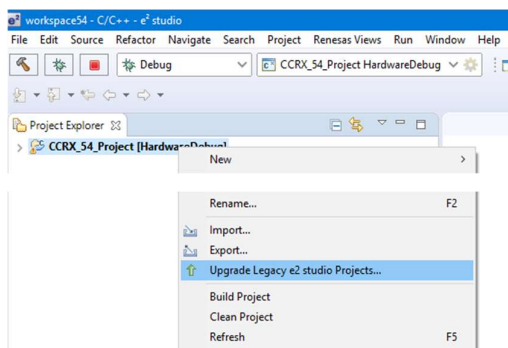 workspace54 - C/C++ - e² studio
File Edit Source Refactor Navigate Search Project Renesas Views Run Window Help
Debug CCRX_54_Project HardwareDebug
Project Explorer
CCRX_54_Project [HardwareDebug]
New
Rename... F2
Import...
Export...
Upgrade Legacy e2 studio Projects...
Build Project
Clean Project
Refresh F5